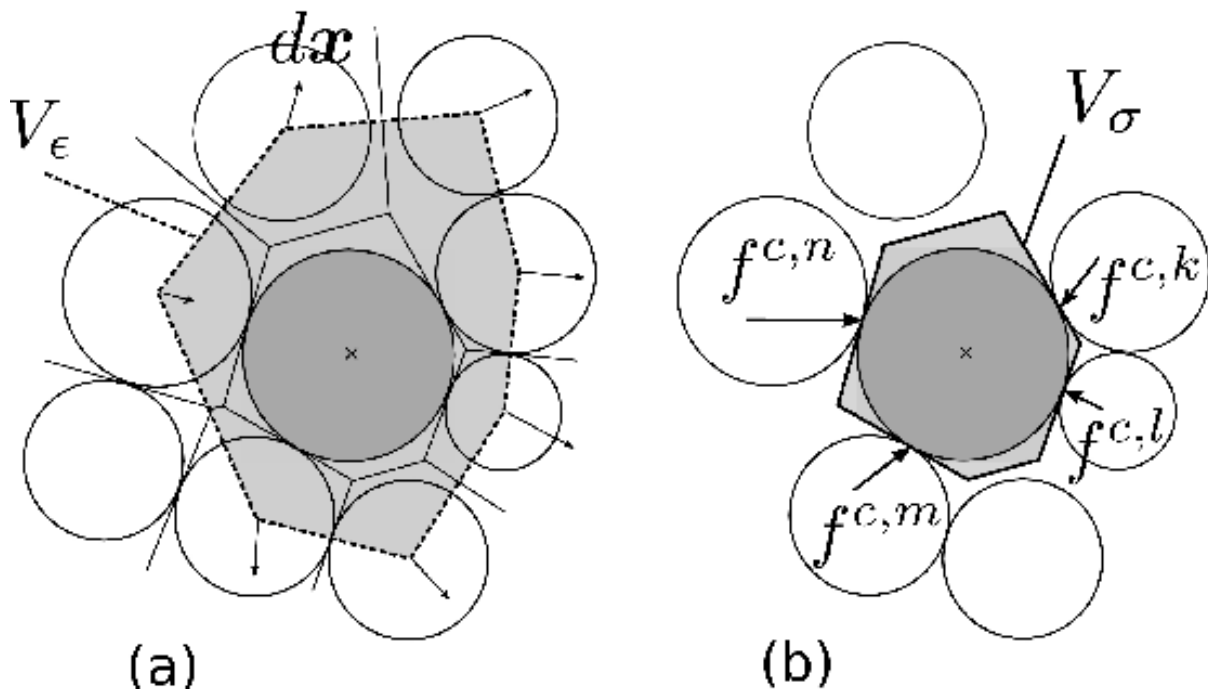 dx
V_ϵ
V_σ
f^{c,n}
f^{c,k}
f^{c,l}
f^{c,m}
(a)
(b)